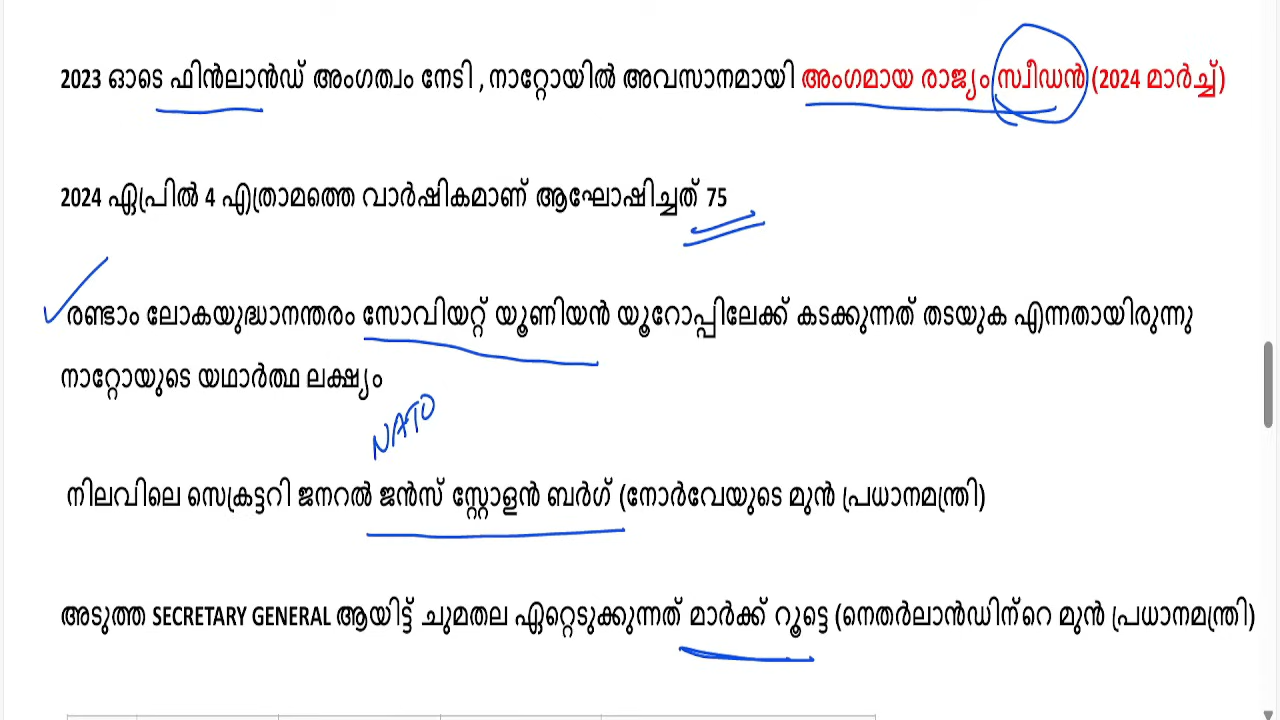 2023 ഓടെ ഫിൻലാൻഡ് അംഗത്വം നേടി , നാറ്റോയിൽ അവസാനമായി അംഗമായ രാജ്യം സ്വീഡൻ (2024 മാർച്ച്)
2024 ഏപ്രിൽ 4 എത്രാമത്തെ വാർഷികമാണ് ആഘോഷിച്ചത് 75
രണ്ടാം ലോകയുദ്ധാനന്തരം സോവിയറ്റ് യൂണിയൻ യൂറോപ്പിലേക്ക് കടക്കുന്നത് തടയുക എന്നതായിരുന്നു
നാറ്റോയുടെ യഥാർത്ഥ ലക്ഷ്യം
NATO
നിലവിലെ സെക്രട്ടറി ജനറൽ ജൻസ് സ്റ്റോളൻ ബർഗ് (നോർവേയുടെ മുൻ പ്രധാനമന്ത്രി)
അടുത്ത SECRETARY GENERAL ആയിട്ട് ചുമതല ഏറ്റെടുക്കുന്നത് മാർക്ക് റൂട്ടെ (നെതർലാൻഡിന്റെ മുൻ പ്രധാനമന്ത്രി)